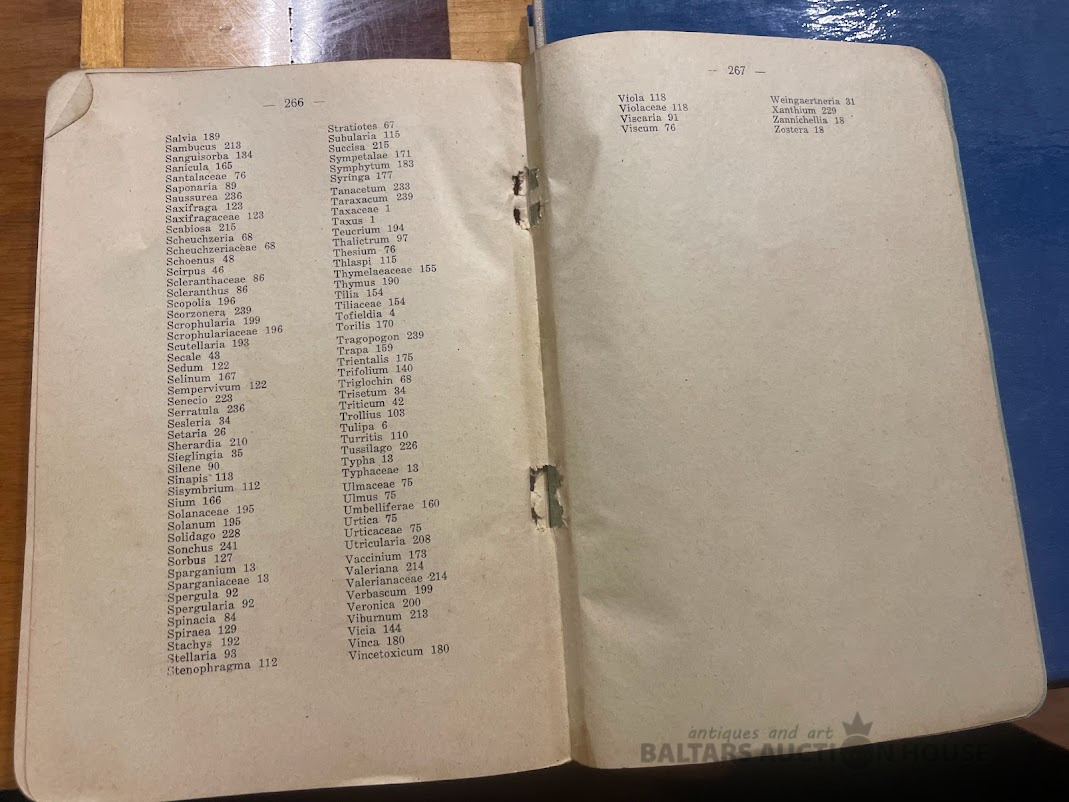 — 266 —
Salvia 189
Sambucus 213
Sanguisorba 134
Sanicula 165
Santalaceae 76
Saponaria 89
Saussurea 236
Saxifraga 123
Saxifragaceae 123
Scabiosa 215
Scheuchzeria 68
Scheuchzeriaceae 68
Schoenus 48
Scirpus 46
Scleranthaceae 86
Scleranthus 86
Scopolia 196
Scorzonera 239
Scrophularia 199
Scrophulariaceae 196
Scutellaria 193
Secale 43
Sedum 122
Selinum 167
Sempervivum 122
Senecio 223
Serratula 236
Sesleria 34
Setaria 26
Sherardia 210
Sieglingia 35
Silene 90
Sinapis 113
Sisymbrium 112
Sium 166
Solanaceae 195
Solanum 195
Solidago 228
Sonchus 241
Sorbus 127
Sparganium 13
Sparganiaceae 13
Spergula 92
Spergularia 92
Spinacia 84
Spiraea 129
Stachys 192
Stellaria 93
Stenophragma 112
Stratiotes 67
Subularia 115
Succisa 215
Sympetalae 171
Symphytum 183
Syringa 177
Tanacetum 233
Taraxacum 239
Taxaceae 1
Taxus 1
Teucrium 194
Thalictrum 97
Thesium 76
Thlaspi 115
Thymelaeaceae 155
Thymus 190
Tilia 154
Tiliaceae 154
Tofieldia 4
Torilis 170
Tragopogon 239
Trapa 159
Trientalis 175
Trifolium 140
Triglochin 68
Trisetum 34
Triticum 42
Trollius 103
Tulipa 6
Turritis 110
Tussilago 226
Typha 13
Typhaceae 13
Ulmaceae 75
Ulmus 75
Umbelliferae 160
Urtica 75
Urticaceae 75
Utricularia 208
Vaccinium 173
Valeriana 214
Valerianaceae 214
Verbascum 199
Veronica 200
Viburnum 213
Vicia 144
Vinca 180
Vincetoxicum 180
— 267 —
Viola 118
Violaceae 118
Viscaria 91
Viscum 76
Weingaertneria 31
Xanthium 229
Zannichellia 18
Zostera 18
antiques and art
BALTARS AUCTION HOUSE